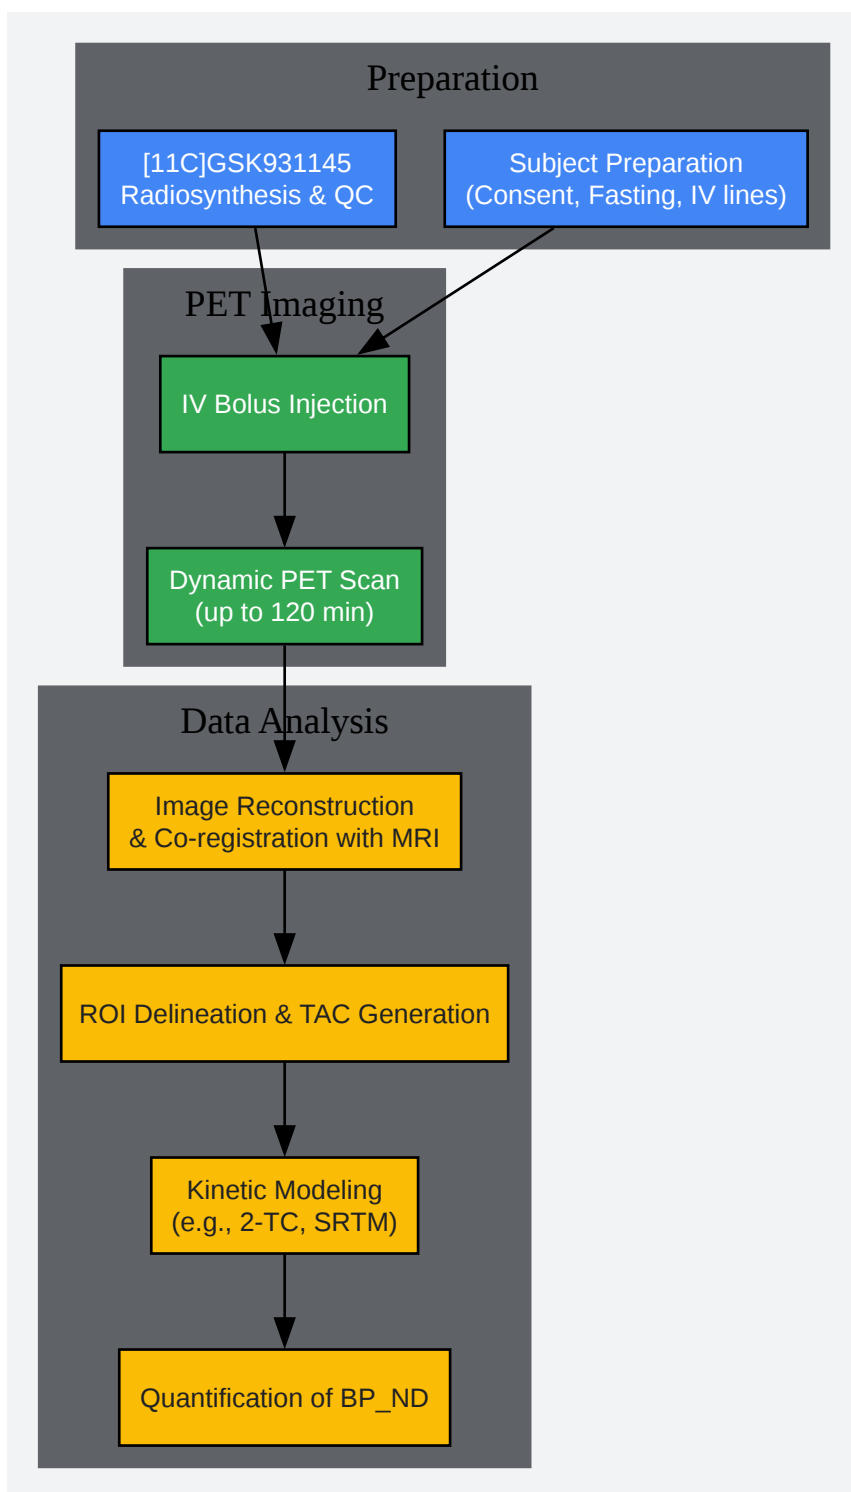 Preparation
[11C]GSK931145
Radiosynthesis & QC
Subject Preparation
(Consent, Fasting, IV lines)
PET Imaging
IV Bolus Injection
Dynamic PET Scan
(up to 120 min)
Data Analysis
Image Reconstruction
& Co-registration with MRI
ROI Delineation & TAC Generation
Kinetic Modeling
(e.g., 2-TC, SRTM)
Quantification of BP_ND